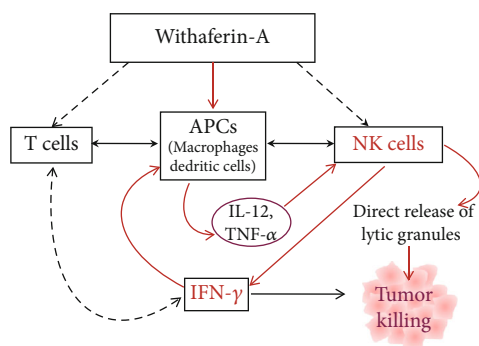 Withaferin-A
APCs
(Macrophages
dedritic cells)
T cells
NK cells
IL-12,
TNF-α
Direct release of
lytic granules
IFN-γ
Tumor
killing